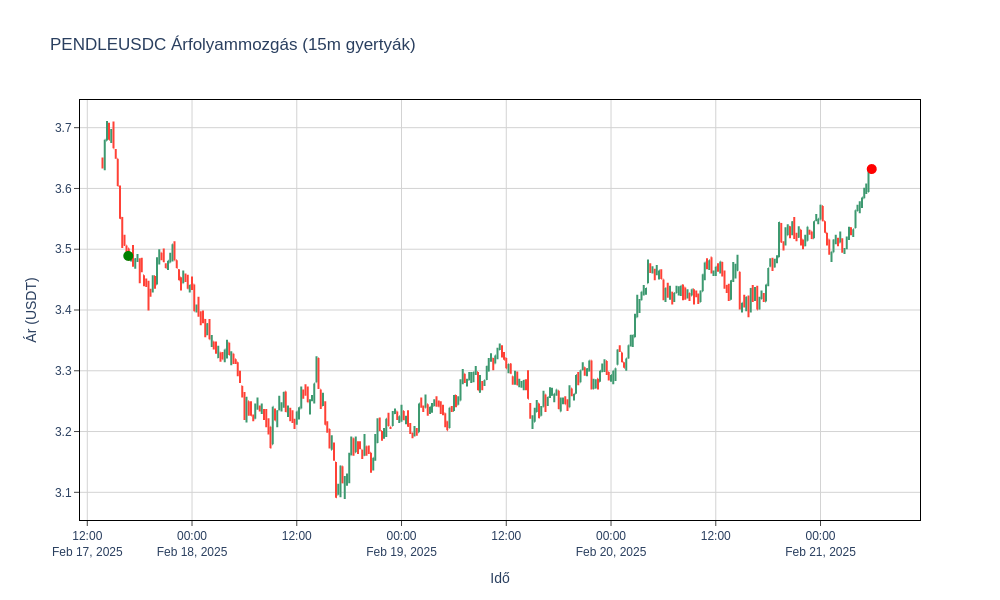 PENDLEUSDC Árfolyammozgás (15m gyertyák)
Ár (USDT)
3.7
3.6
3.5
3.4
3.3
3.2
3.1
12:00 00:00 12:00 00:00 12:00 00:00 12:00 00:00
Feb 17, 2025 Feb 18, 2025 Feb 19, 2025 Feb 20, 2025 Feb 21, 2025
Idő